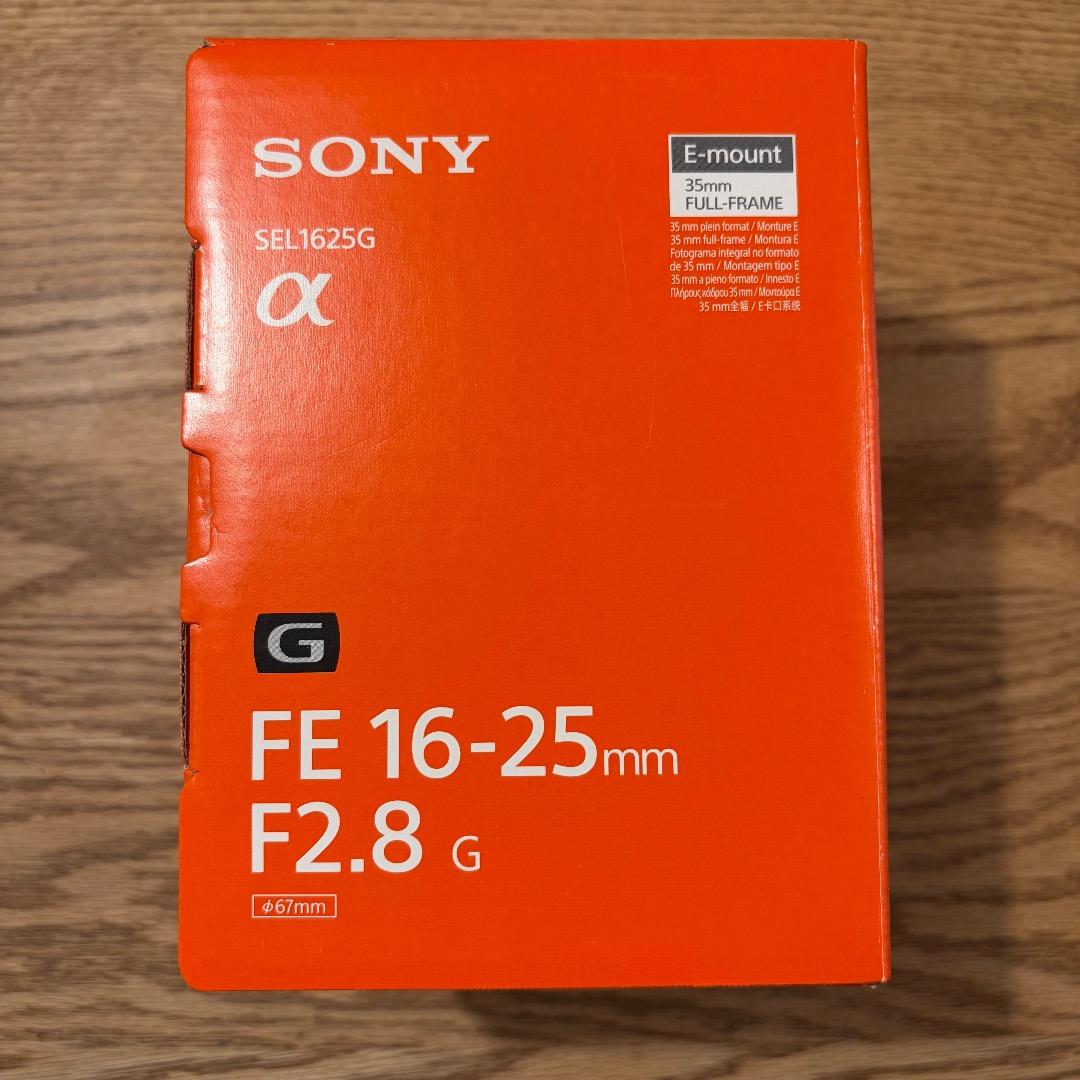 SONY
SEL1625G
α
E-mount
35mm
FULL-FRAME
35 mm plein format / Monture E
35 mm full-frame / Montura E
Fotograma integral no formato
de 35 mm / Montagem tipo E
35 mm a pieno formato / Innesto E
Πλήρους κάδρου 35 mm / Μοντούρα E
35 mm全幅 / E卡口系统
G
FE 16-25mm
F2.8 G
ϕ67mm